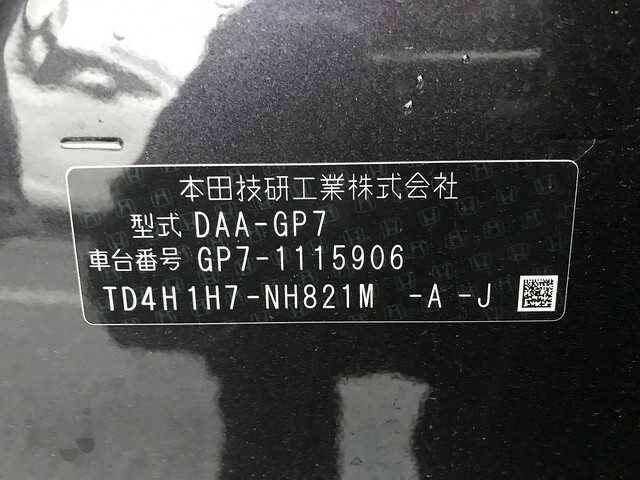 本田技研工業株式会社
型式 DAA-GP7
車台番号 GP7-1115906
TD4H1H7-NH821M -A-J